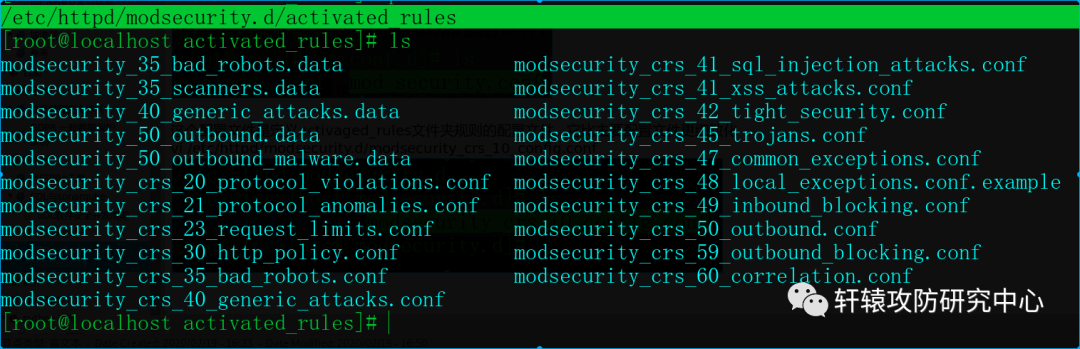 /etc/httpd/modsecurity.d/activated_rules
[root@localhost activated_rules]# ls
modsecurity_35_bad_robots.data modsecurity_crs_41_sql_injection_attacks.conf
modsecurity_35_scanners.data modsecurity_crs_41_xss_attacks.conf
modsecurity_40_generic_attacks.data modsecurity_crs_42_tight_security.conf
modsecurity_50_outbound.data modsecurity_crs_45_trojans.conf
modsecurity_50_outbound_malware.data modsecurity_crs_47_common_exceptions.conf
modsecurity_crs_20_protocol_violations.conf modsecurity_crs_48_local_exceptions.conf.example
modsecurity_crs_21_protocol_anomalies.conf modsecurity_crs_49_inbound_blocking.conf
modsecurity_crs_23_request_limits.conf modsecurity_crs_50_outbound.conf
modsecurity_crs_30_http_policy.conf modsecurity_crs_59_outbound_blocking.conf
modsecurity_crs_35_bad_robots.conf modsecurity_crs_60_correlation.conf
modsecurity_crs_40_generic_attacks.conf
轩辕攻防研究中心
[root@localhost activated_rules]#